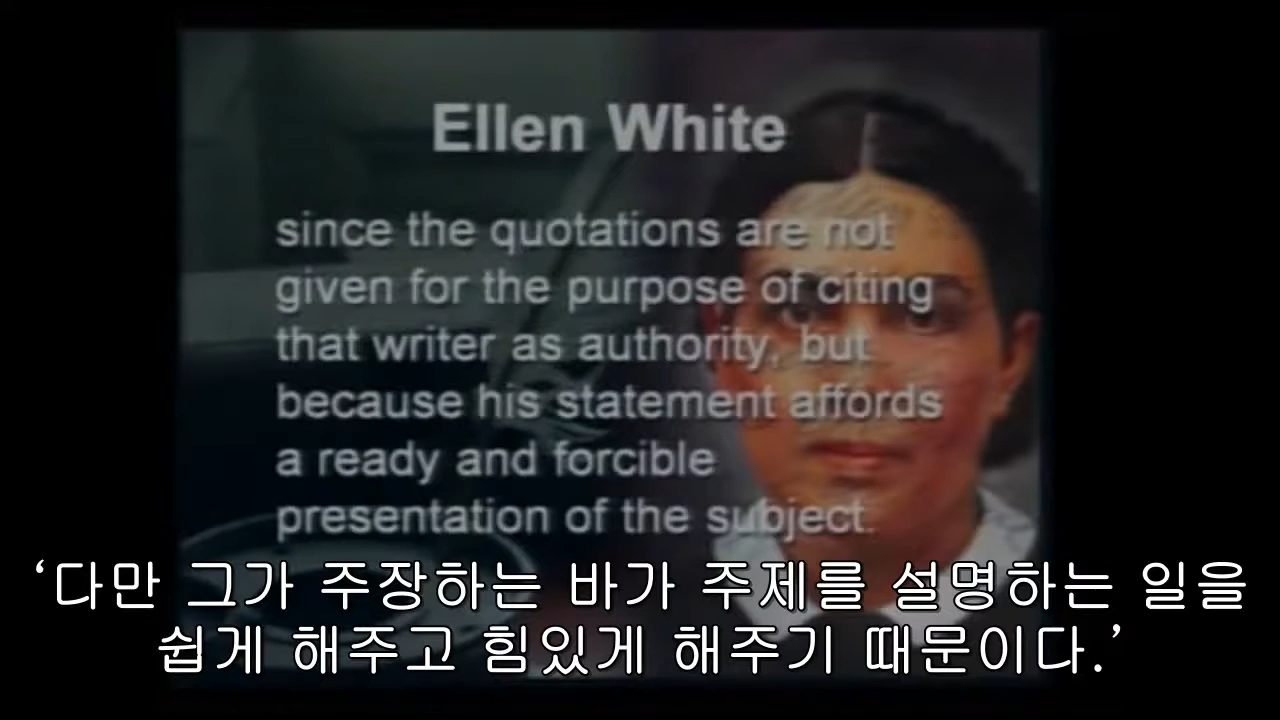 Ellen White
since the quotations are not
given for the purpose of citing
that writer as authority, but
because his statement affords
a ready and forcible
presentation of the subject.
‘다만 그가 주장하는 바가 주제를 설명하는 일을
쉽게 해주고 힘있게 해주기 때문이다.’